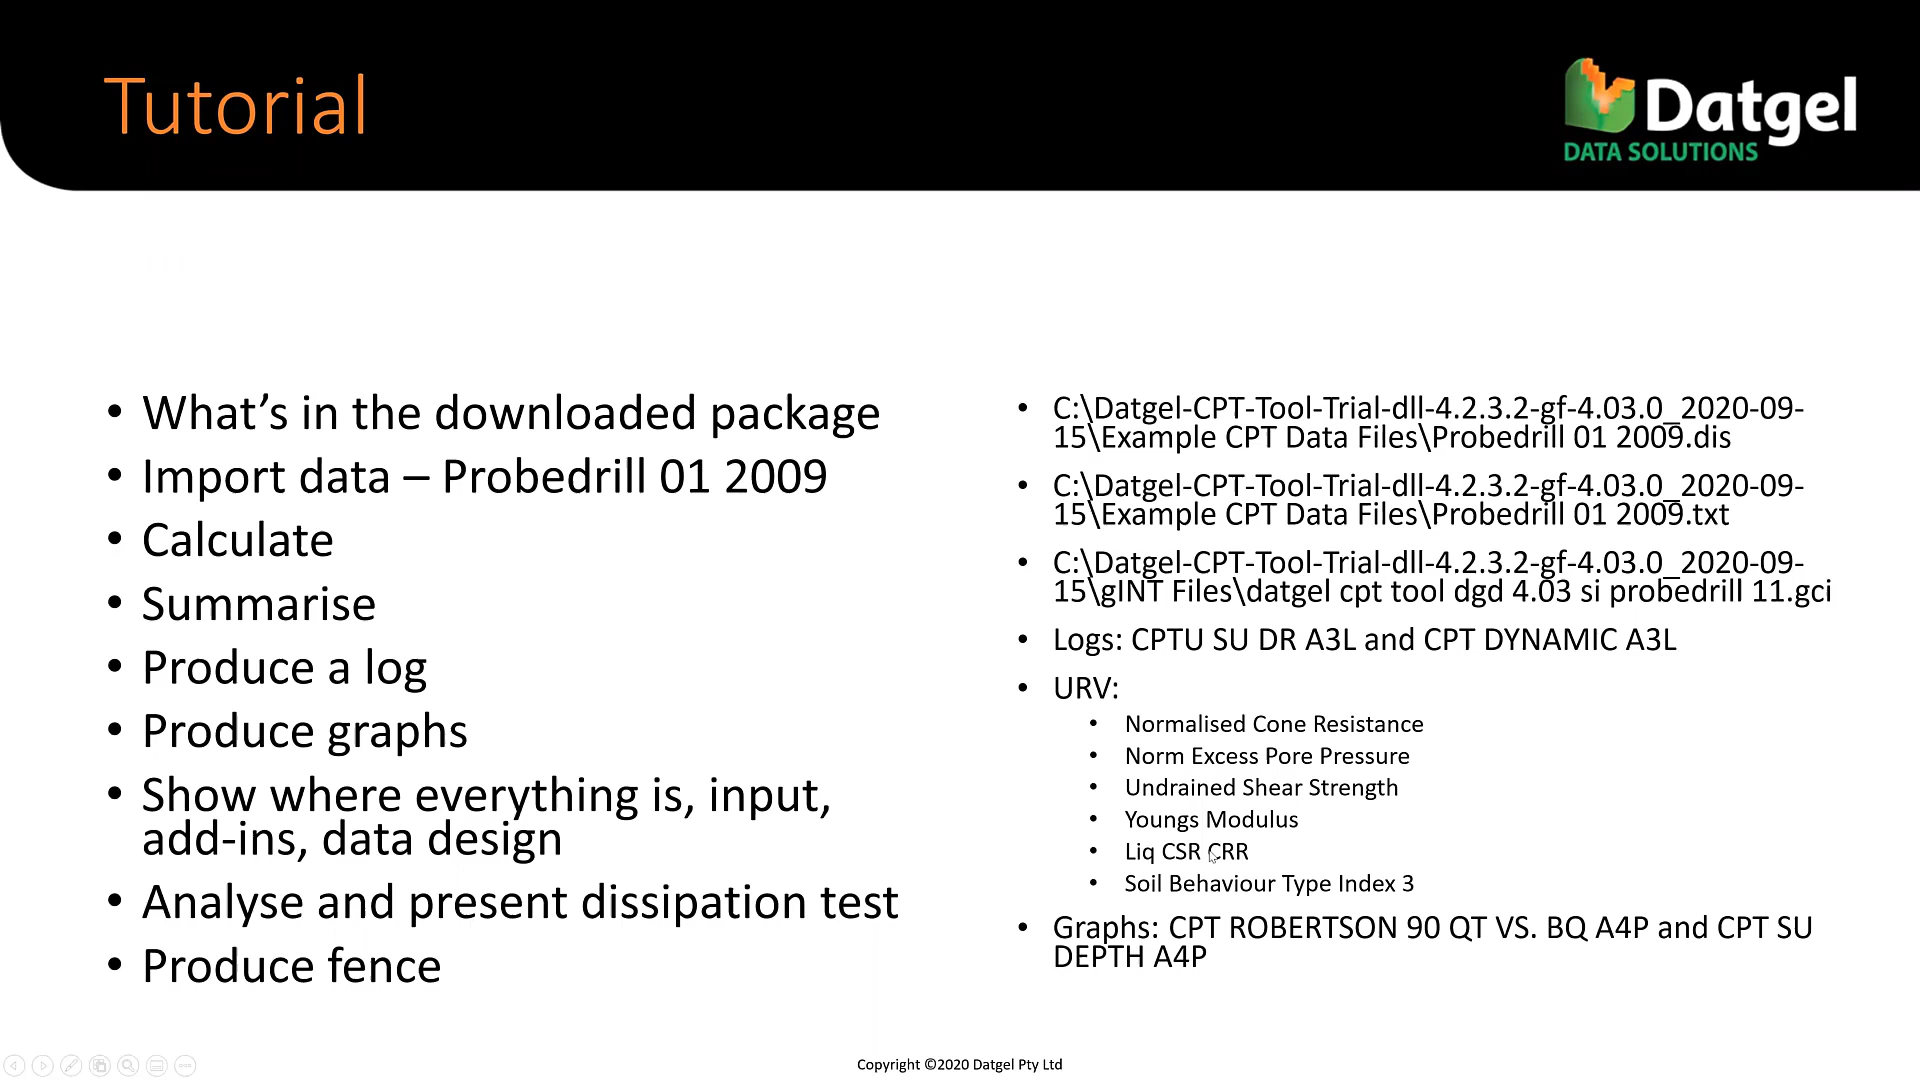 Tutorial
Datgel
DATA SOLUTIONS
• What’s in the downloaded package
• Import data – Probedrill 01 2009
• Calculate
• Summarise
• Produce a log
• Produce graphs
• Show where everything is, input,
add-ins, data design
• Analyse and present dissipation test
• Produce fence
• C:\Datgel-CPT-Tool-Trial-dll-4.2.3.2-gf-4.03.0_2020-09-
15\Example CPT Data Files\Probedrill 01 2009.dis
• C:\Datgel-CPT-Tool-Trial-dll-4.2.3.2-gf-4.03.0_2020-09-
15\Example CPT Data Files\Probedrill 01 2009.txt
• C:\Datgel-CPT-Tool-Trial-dll-4.2.3.2-gf-4.03.0_2020-09-
15\gINT Files\datgel cpt tool dgd 4.03 si probedrill 11.gci
• Logs: CPTU SU DR A3L and CPT DYNAMIC A3L
• URV:
• Normalised Cone Resistance
• Norm Excess Pore Pressure
• Undrained Shear Strength
• Youngs Modulus
• Liq CSR CRR
• Soil Behaviour Type Index 3
• Graphs: CPT ROBERTSON 90 QT VS. BQ A4P and CPT SU
DEPTH A4P
Copyright ©2020 Datgel Pty Ltd